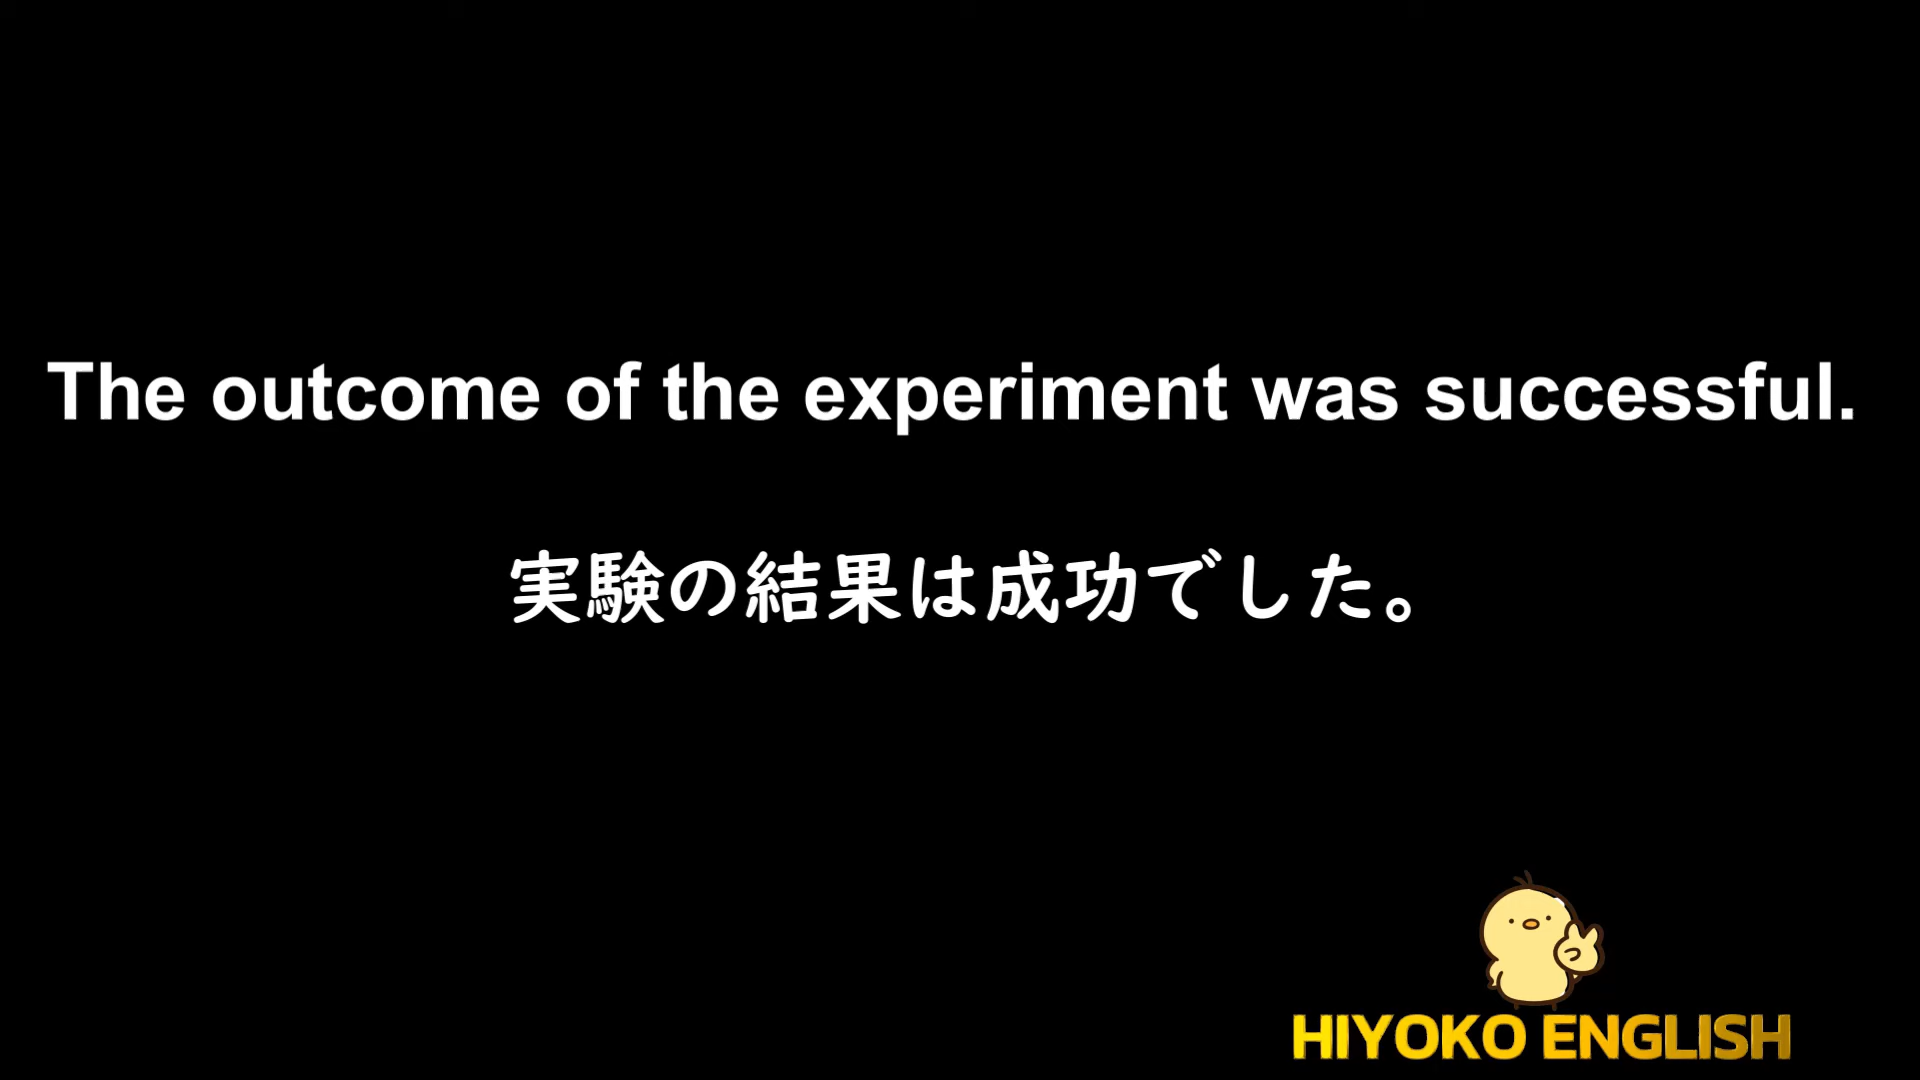 The outcome of the experiment was successful.
実験の結果は成功でした。
HIYOKO ENGLISH